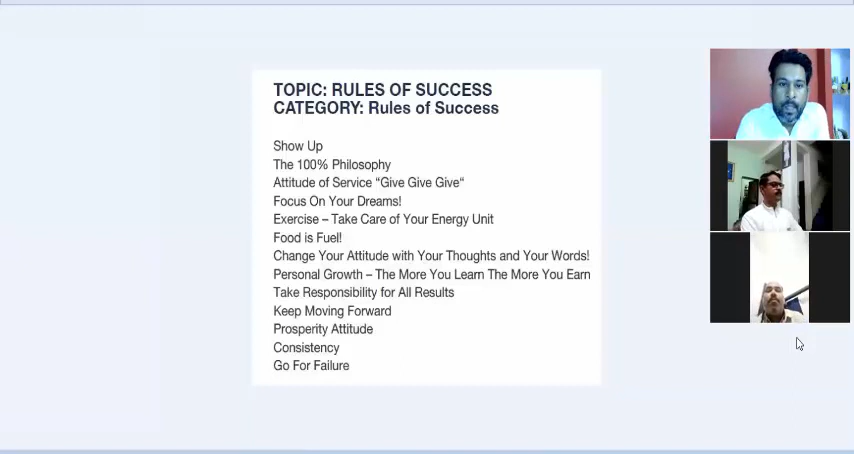 TOPIC: RULES OF SUCCESS
CATEGORY: Rules of Success
Show Up
The 100% Philosophy
Attitude of Service “Give Give Give“
Focus On Your Dreams!
Exercise – Take Care of Your Energy Unit
Food is Fuel!
Change Your Attitude with Your Thoughts and Your Words!
Personal Growth – The More You Learn The More You Earn
Take Responsibility for All Results
Keep Moving Forward
Prosperity Attitude
Consistency
Go For Failure